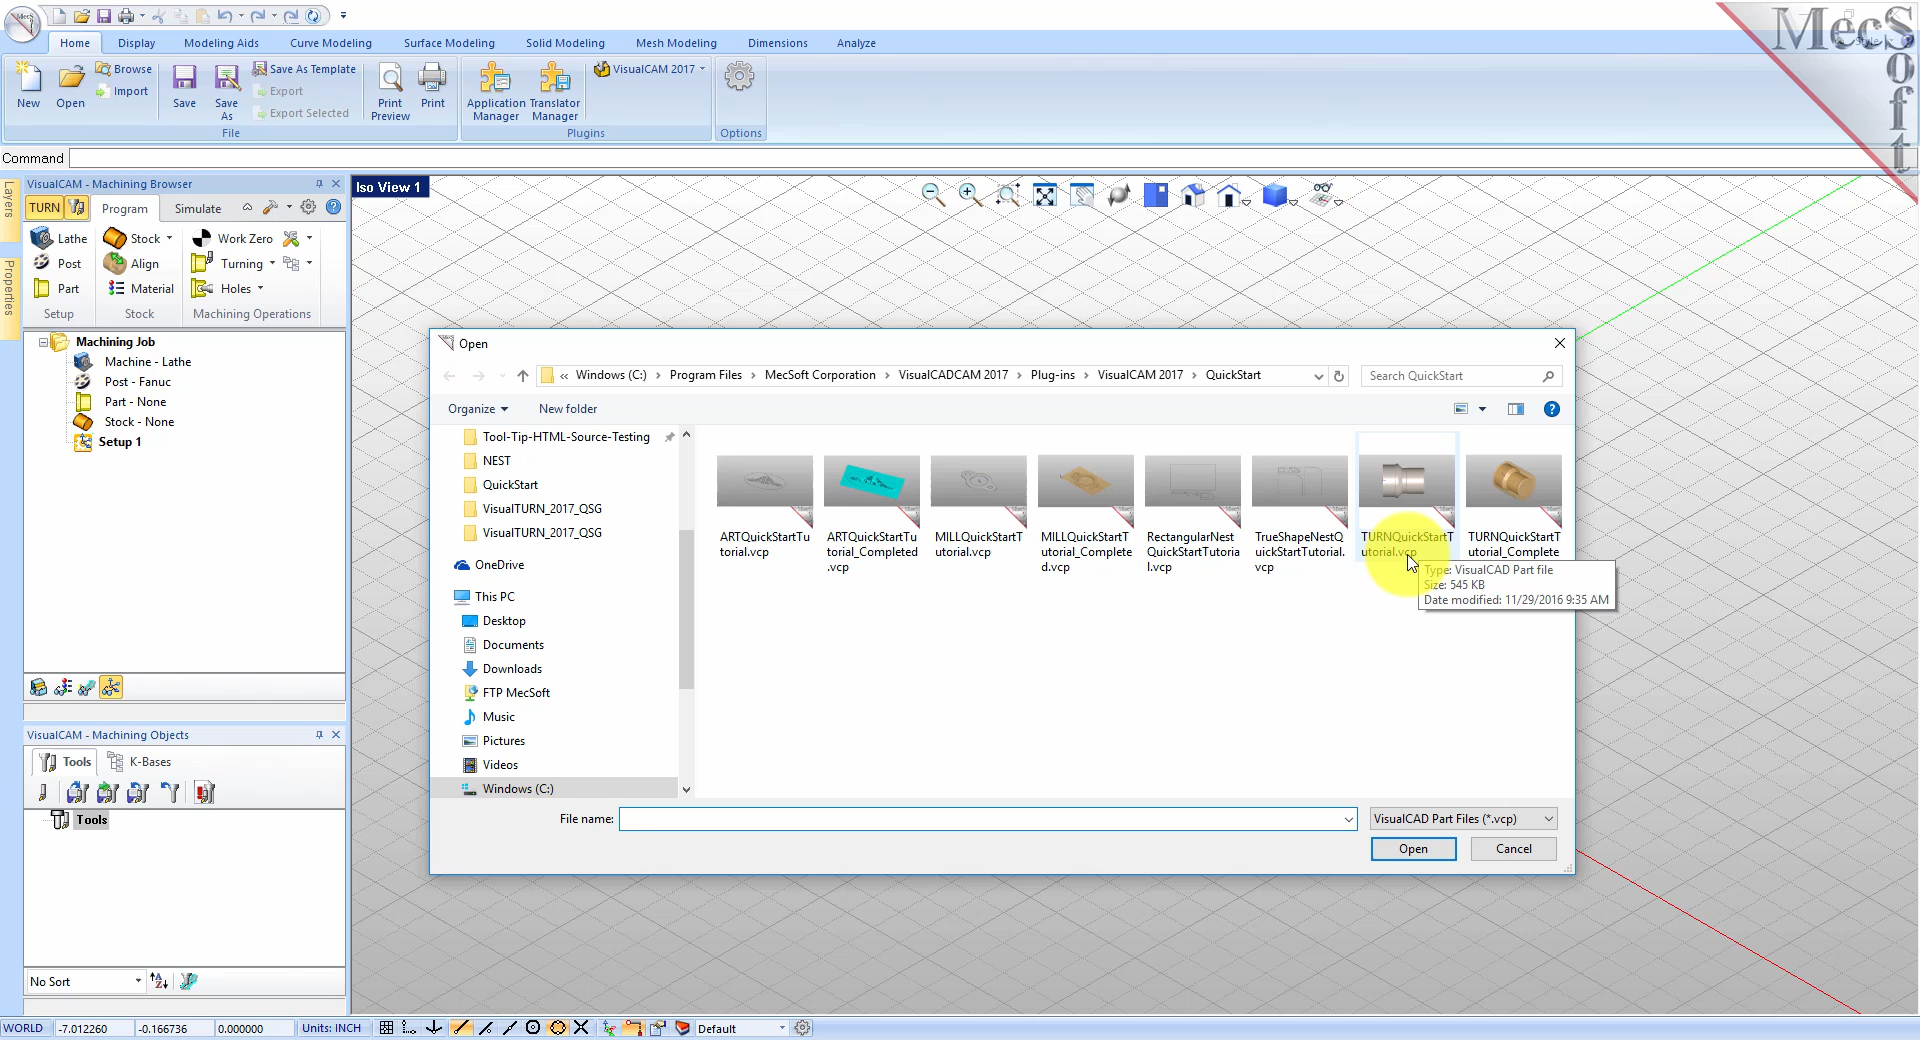 MecSoft
Home Display Modeling Aids Curve Modeling Surface Modeling Solid Modeling Mesh Modeling Dimensions Analyze
New Open Browse Import Save Save As Save As Template Export Export Selected Print Preview Print Application Manager Translator Manager VisualCAM 2017
File Plugins Options
Command
Layers
Properties
VisualCAM - Machining Browser
TURN Program Simulate
Lathe Stock Work Zero
Post Align Turning
Part Material Holes
Setup Stock Machining Operations
Machining Job
Machine - Lathe
Post - Fanuc
Part - None
Stock - None
Setup 1
VisualCAM - Machining Objects
Tools K-Bases
Tools
No Sort
Iso View 1
Open
« Windows (C:) › Program Files › MecSoft Corporation › VisualCADCAM 2017 › Plug-ins › VisualCAM 2017 › QuickStart
Search QuickStart
Organize New folder
Tool-Tip-HTML-Source-Testing
NEST
QuickStart
VisualTURN_2017_QSG
VisualTURN_2017_QSG
OneDrive
This PC
Desktop
Documents
Downloads
FTP MecSoft
Music
Pictures
Videos
Windows (C:)
ARTQuickStartTutorial.vcp
ARTQuickStartTutorial_Completed.vcp
MILLQuickStartTutorial.vcp
MILLQuickStartTutorial_Completed.vcp
RectangularNestQuickStartTutorial.vcp
TrueShapeNestQuickStartTutorial.vcp
TURNQuickStartTutorial.vcp
TURNQuickStartTutorial_Complete
Type: VisualCAD Part file
Size: 545 KB
Date modified: 11/29/2016 9:35 AM
File name: VisualCAD Part Files (*.vcp)
Open Cancel
WORLD -7.012260 -0.166736 0.000000 Units: INCH Default